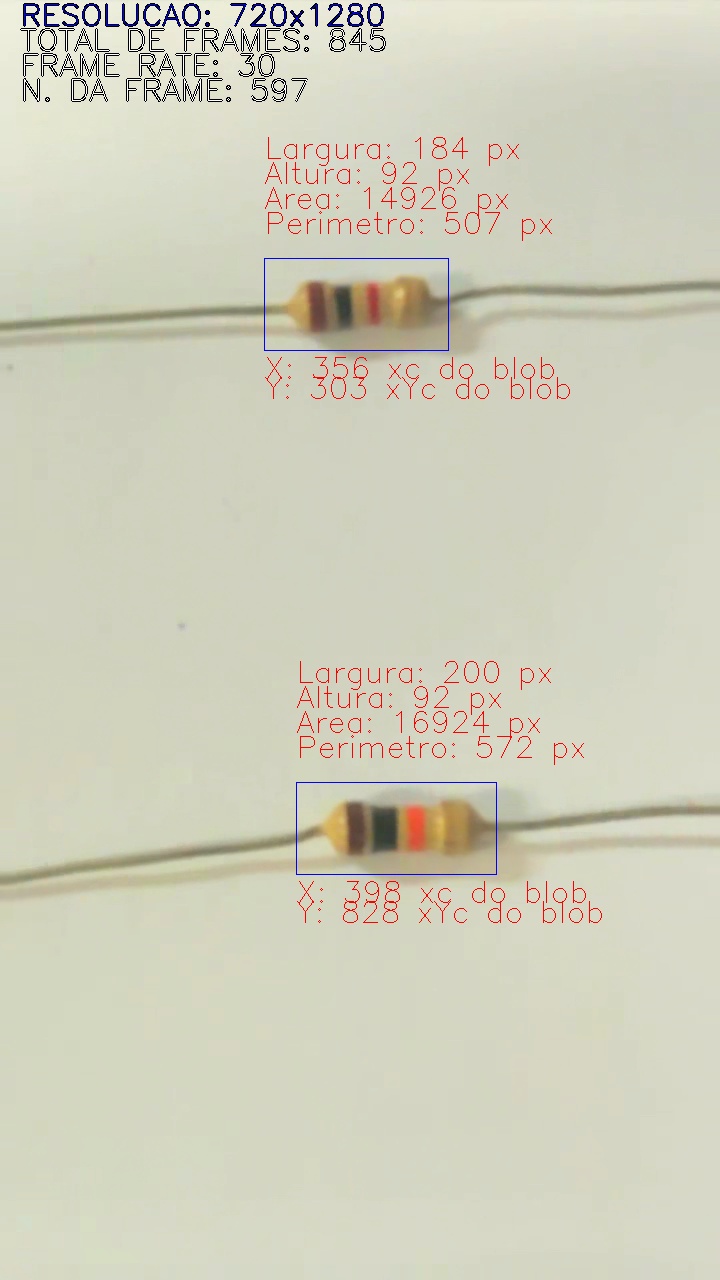 RESOLUCAO: 720x1280
TOTAL DE FRAMES: 845
FRAME RATE: 30
N. DA FRAME: 597
Largura: 184 px
Altura: 92 px
Area: 14926 px
Perimetro: 507 px
X: 356 xc do blob
Y: 303 xYc do blob
Largura: 200 px
Altura: 92 px
Area: 16924 px
Perimetro: 572 px
X: 398 xc do blob
Y: 828 xYc do blob